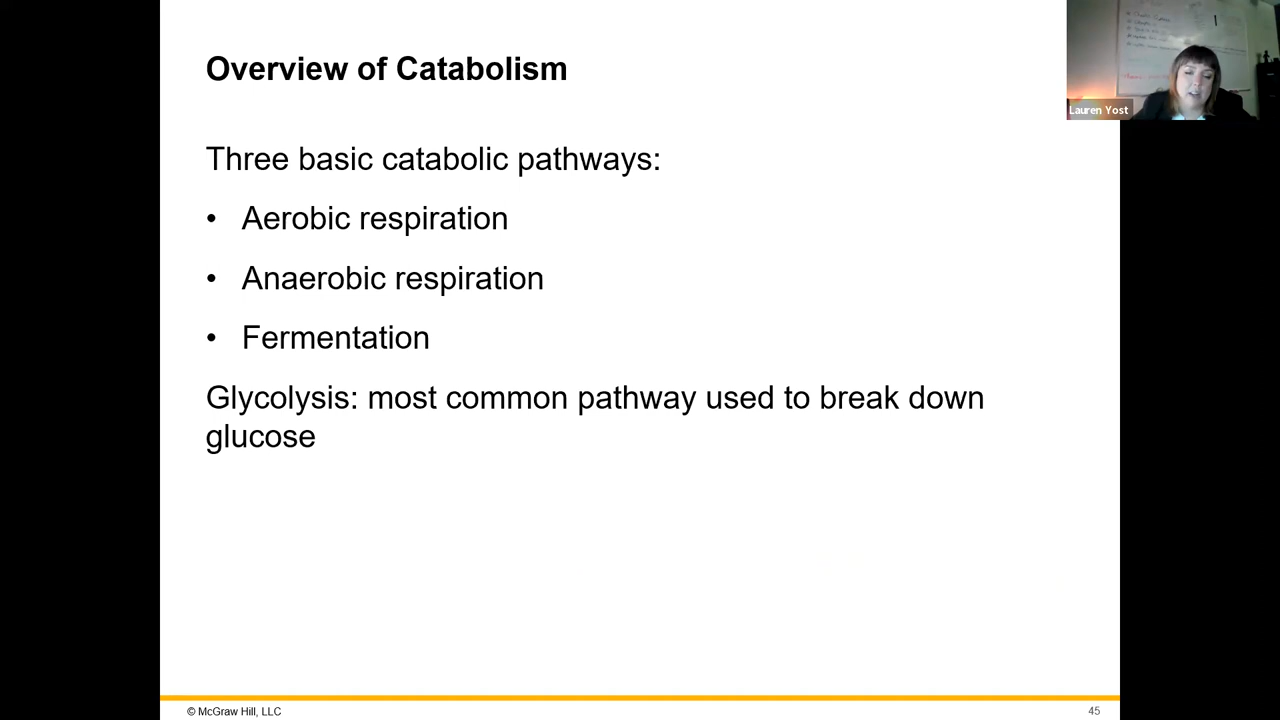 Overview of Catabolism
Lauren Yost
Three basic catabolic pathways:
• Aerobic respiration
• Anaerobic respiration
• Fermentation
Glycolysis: most common pathway used to break down
glucose
© McGraw Hill, LLC
45